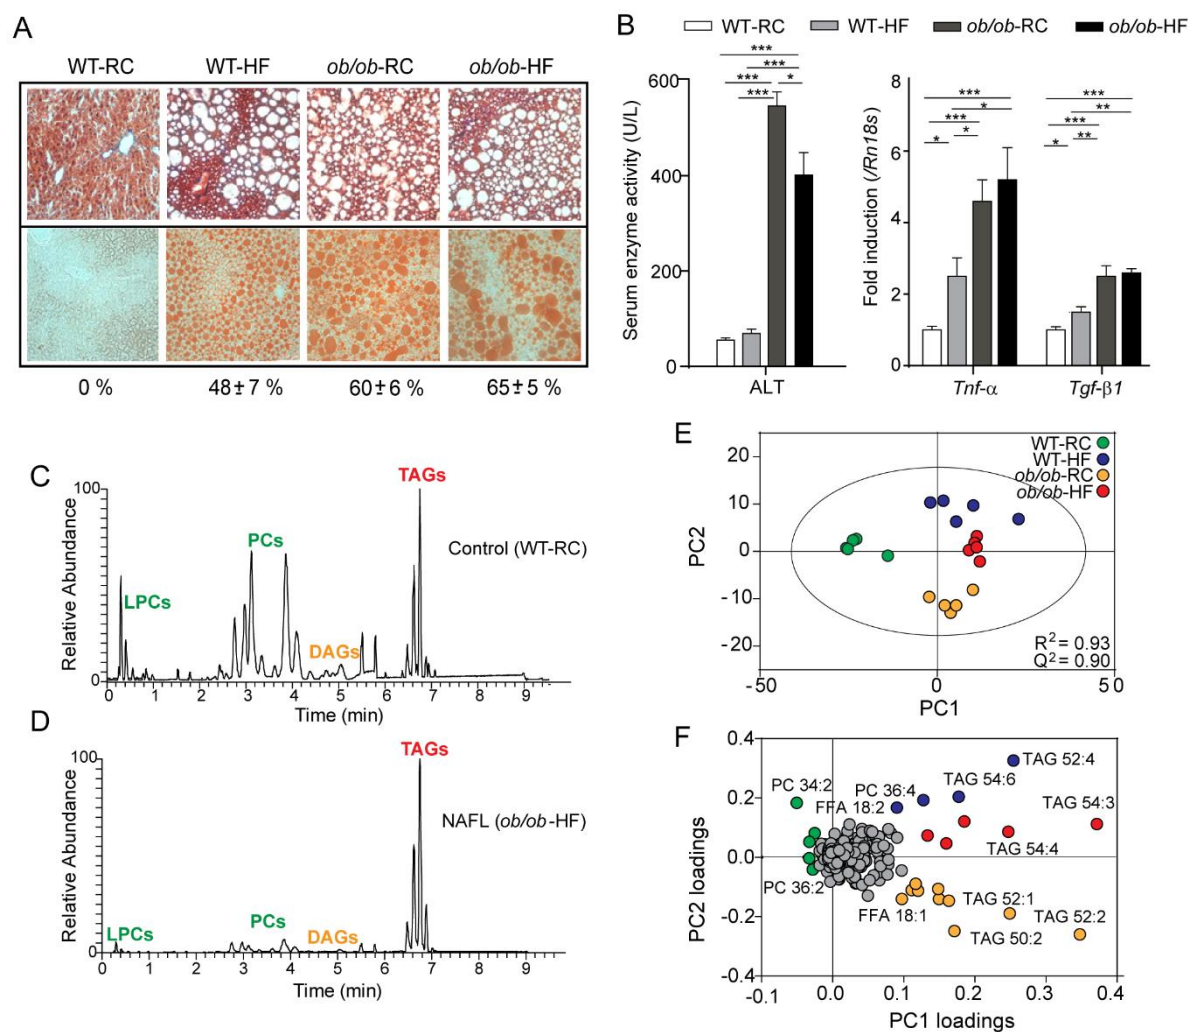 A
WT-RC WT-HF ob/ob-RC ob/ob-HF
0 % 48±7 % 60±6 % 65±5 %
B
WT-RC WT-HF ob/ob-RC ob/ob-HF
Serum enzyme activity (U/L)
600
400
200
0
*** *** *** * ***
ALT
Fold induction (/Rn18s)
8
6
4
2
0
*** * *** * *
*** ** *** * **
Tnf-α Tgf-β1
C
Relative Abundance
100
0
LPCs
PCs
DAGs
TAGs
Control (WT-RC)
0 1 2 3 4 5 6 7 8 9
Time (min)
D
Relative Abundance
100
0
LPCs
PCs
DAGs
TAGs
NAFL (ob/ob-HF)
0 1 2 3 4 5 6 7 8 9
Time (min)
E
WT-RC
WT-HF
ob/ob-RC
ob/ob-HF
PC2
20
10
0
-10
-20
R2 = 0.93
Q2 = 0.90
-50 0 50
PC1
F
PC2 loadings
0.4
0.2
0.0
-0.2
-0.4
TAG 52:4
PC 34:2
PC 36:4
TAG 54:6
FFA 18:2
TAG 54:3
TAG 54:4
PC 36:2
FFA 18:1
TAG 52:1
TAG 52:2
TAG 50:2
-0.1 0.0 0.1 0.2 0.3 0.4
PC1 loadings